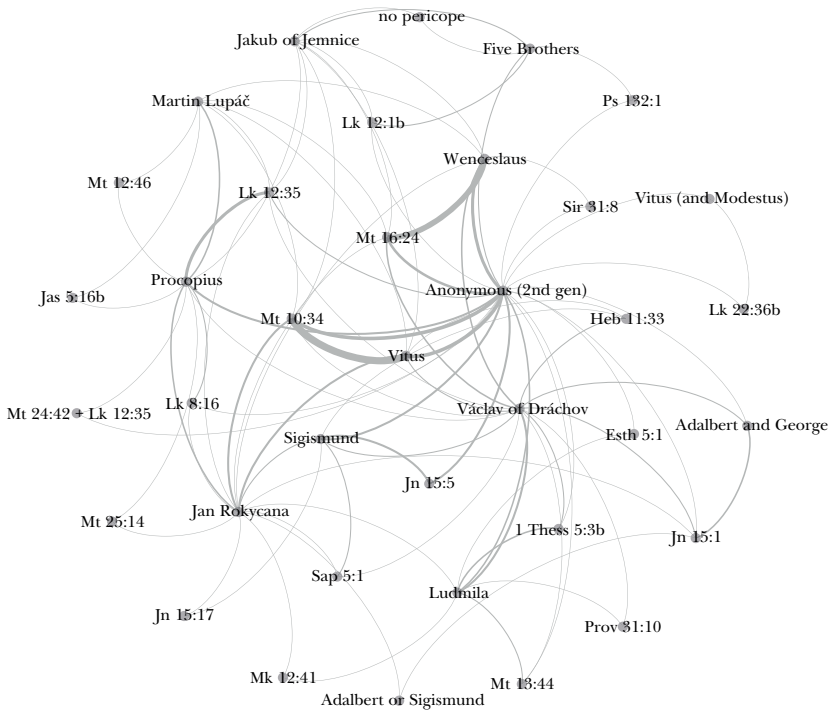 no pericope
Jakub of Jemnice
Five Brothers
Martin Lupáč
Ps 132:1
Lk 12:1b
Wenceslaus
Mt 12:46
Lk 12:35
Sir 31:8
Vitus (and Modestus)
Mt 16:24
Procopius
Anonymous (2nd gen)
Jas 5:16b
Lk 22:36b
Mt 10:34
Heb 11:33
Vitus
Mt 24:42 + Lk 12:35
Lk 8:16
Václav of Dráchov
Adalbert and George
Sigismund
Esth 5:1
Jn 15:5
Jan Rokycana
Mt 25:14
1 Thess 5:3b
Jn 15:1
Sap 5:1
Ludmila
Jn 15:17
Prov 31:10
Mk 12:41
Mt 13:44
Adalbert or Sigismund